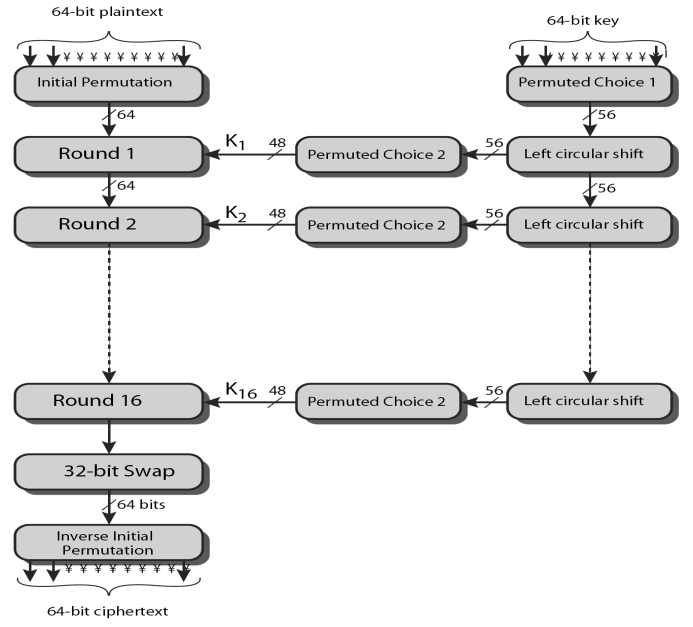 64-bit plaintext
64-bit key
¥ ¥ ¥ ¥ ¥ ¥ ¥ ¥
¥ ¥ ¥ ¥ ¥ ¥ ¥
Initial Permutation
Permuted Choice 1
64
56
Round 1
K1
48
Permuted Choice 2
56
Left circular shift
64
56
Round 2
K2
48
Permuted Choice 2
56
Left circular shift
Round 16
K16
48
Permuted Choice 2
56
Left circular shift
32-bit Swap
64 bits
Inverse Initial
Permutation
¥ ¥ ¥ ¥ ¥ ¥ ¥ ¥
64-bit ciphertext